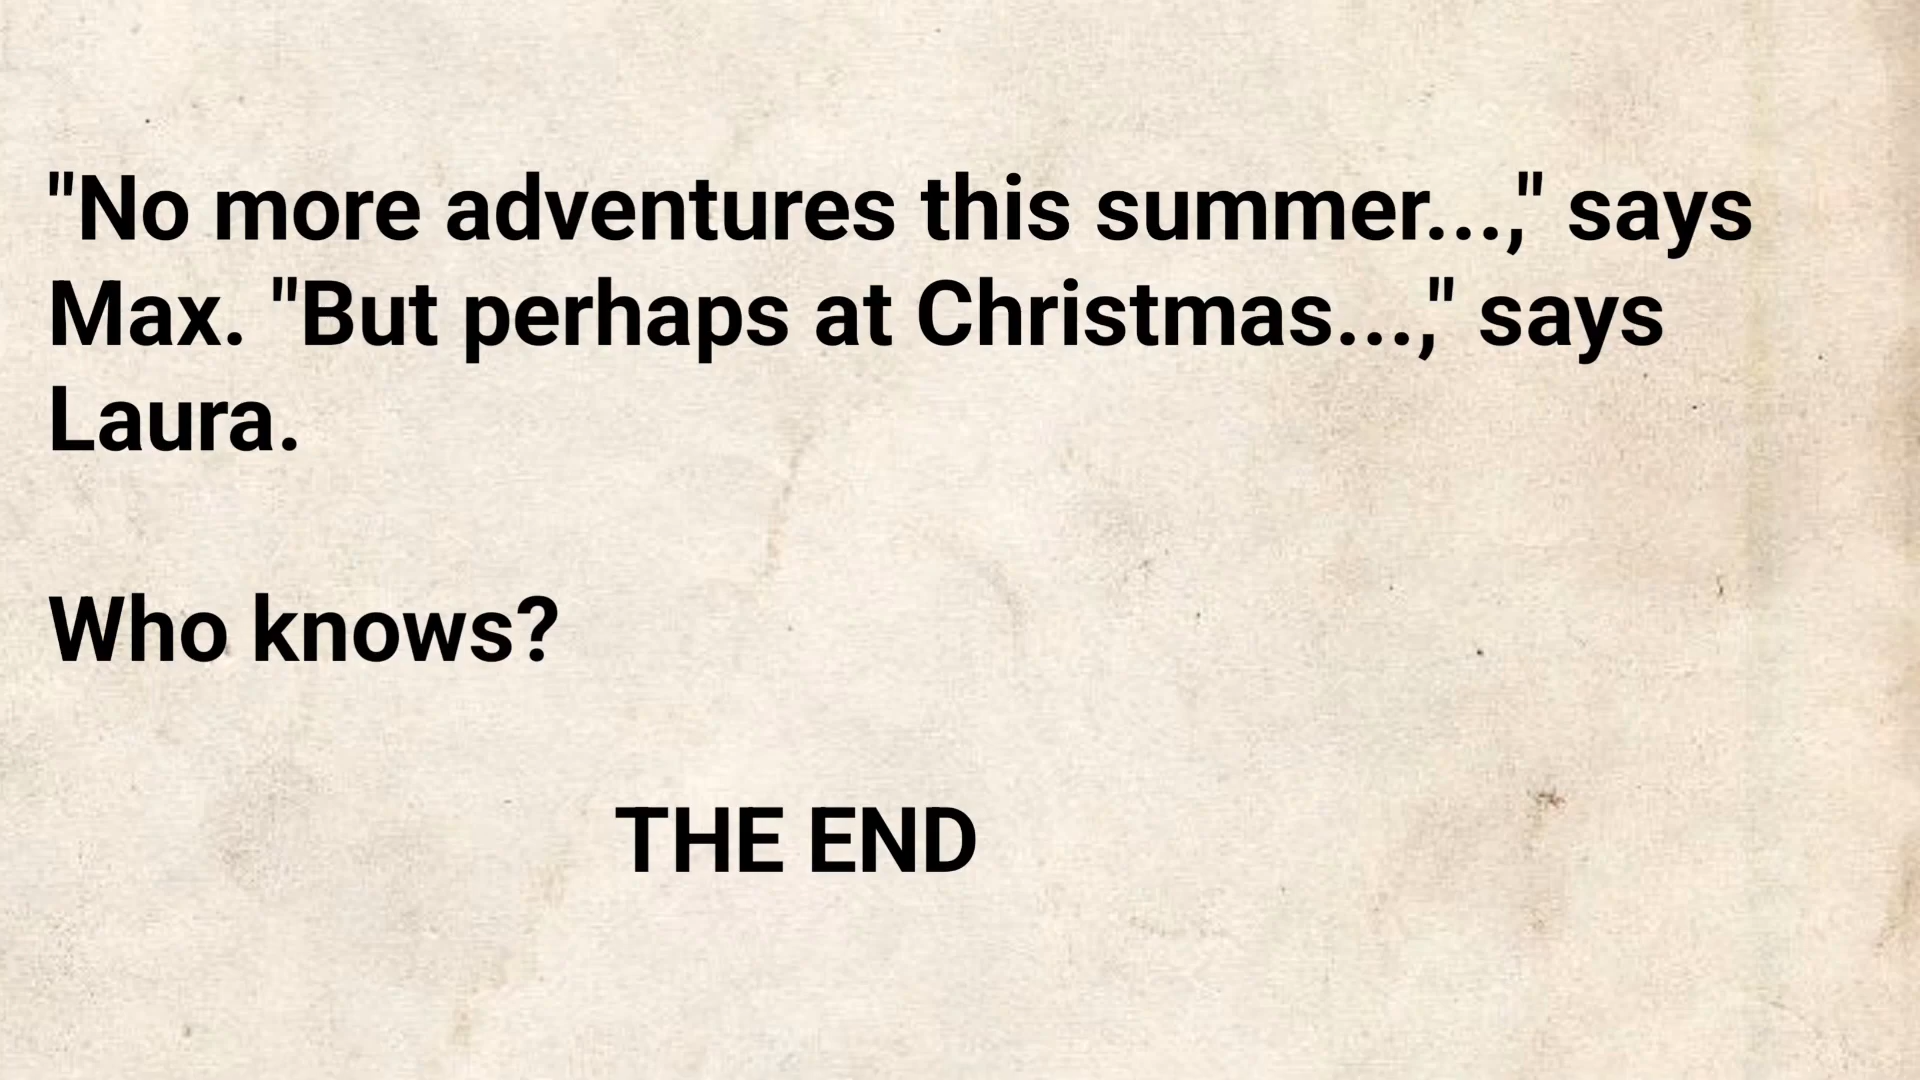 "No more adventures this summer...," says
Max. "But perhaps at Christmas...," says
Laura.
Who knows?
THE END